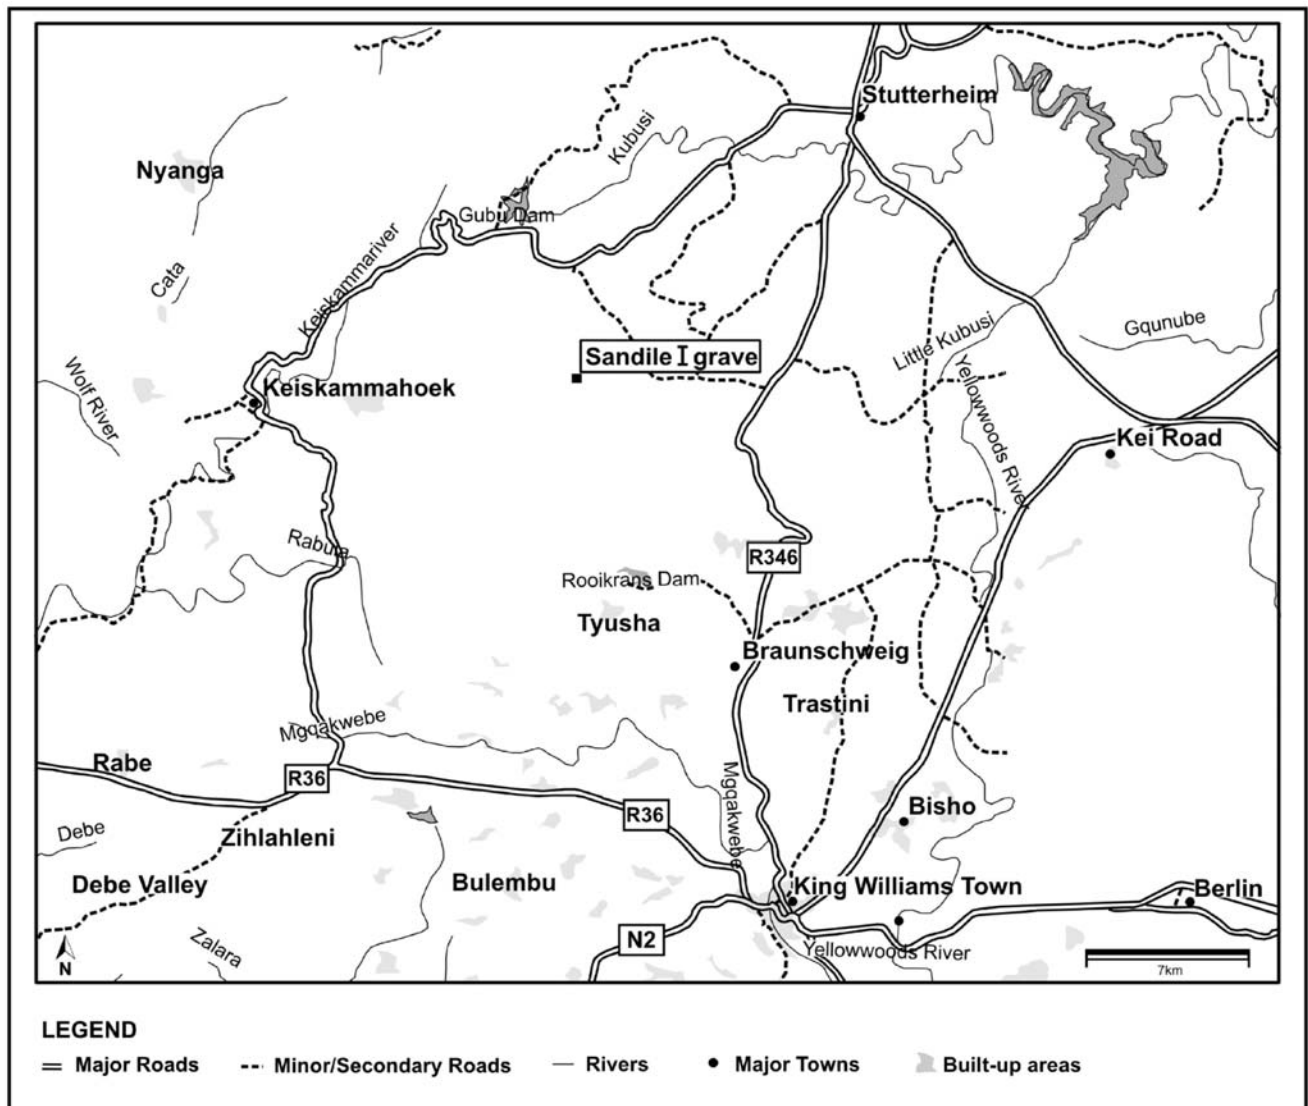 Stutterheim
Kubusi
Nyanga
Gubu Dam
Keiskammariver
Cata
Gqunube
Little Kubusi
Sandile I grave
Wolf River
Keiskammahoek
Yellowwoods River
Kei Road
Rabula
R346
Rooikrans Dam
Tyusha
Braunschweig
Trastini
Mgqakwebe
Rabe
R36
R36
Mgqakwebe
Bisho
Debe
Zihlahleni
Debe Valley
Bulembu
King Williams Town
Berlin
Zalara
N2
Yellowwoods River
N
7km
LEGEND
Major Roads
Minor/Secondary Roads
Rivers
Major Towns
Built-up areas